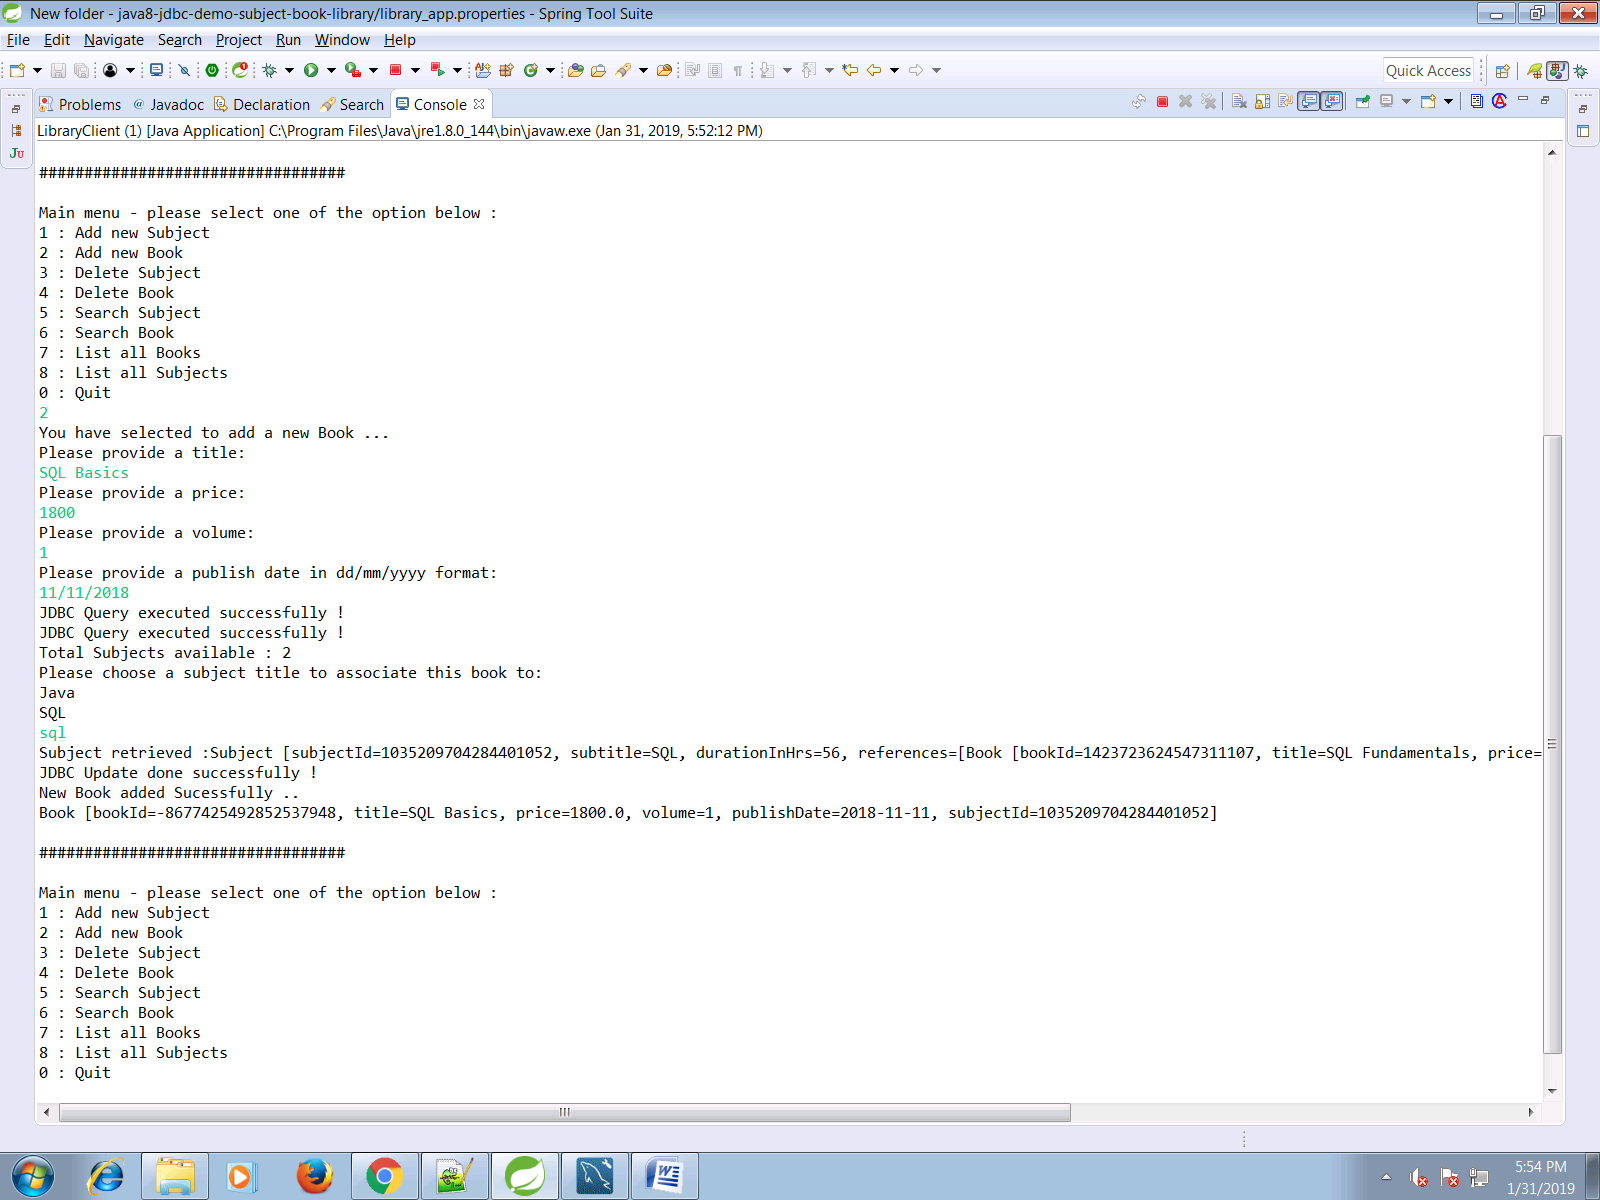 New folder - java8-jdbc-demo-subject-book-library/library_app.properties - Spring Tool Suite
File Edit Navigate Search Project Run Window Help
Quick Access
Problems @ Javadoc Declaration Search Console
LibraryClient (1) [Java Application] C:\Program Files\Java\jre1.8.0_144\bin\javaw.exe (Jan 31, 2019, 5:52:12 PM)
Ju
##################################
Main menu - please select one of the option below :
1 : Add new Subject
2 : Add new Book
3 : Delete Subject
4 : Delete Book
5 : Search Subject
6 : Search Book
7 : List all Books
8 : List all Subjects
0 : Quit
2
You have selected to add a new Book ...
Please provide a title:
SQL Basics
Please provide a price:
1800
Please provide a volume:
1
Please provide a publish date in dd/mm/yyyy format:
11/11/2018
JDBC Query executed successfully !
JDBC Query executed successfully !
Total Subjects available : 2
Please choose a subject title to associate this book to:
Java
SQL
sql
Subject retrieved :Subject [subjectId=1035209704284401052, subtitle=SQL, durationInHrs=56, references=[Book [bookId=1423723624547311107, title=SQL Fundamentals, price=
JDBC Update done successfully !
New Book added Sucessfully ..
Book [bookId=-8677425492852537948, title=SQL Basics, price=1800.0, volume=1, publishDate=2018-11-11, subjectId=1035209704284401052]
##################################
Main menu - please select one of the option below :
1 : Add new Subject
2 : Add new Book
3 : Delete Subject
4 : Delete Book
5 : Search Subject
6 : Search Book
7 : List all Books
8 : List all Subjects
0 : Quit
5:54 PM
1/31/2019